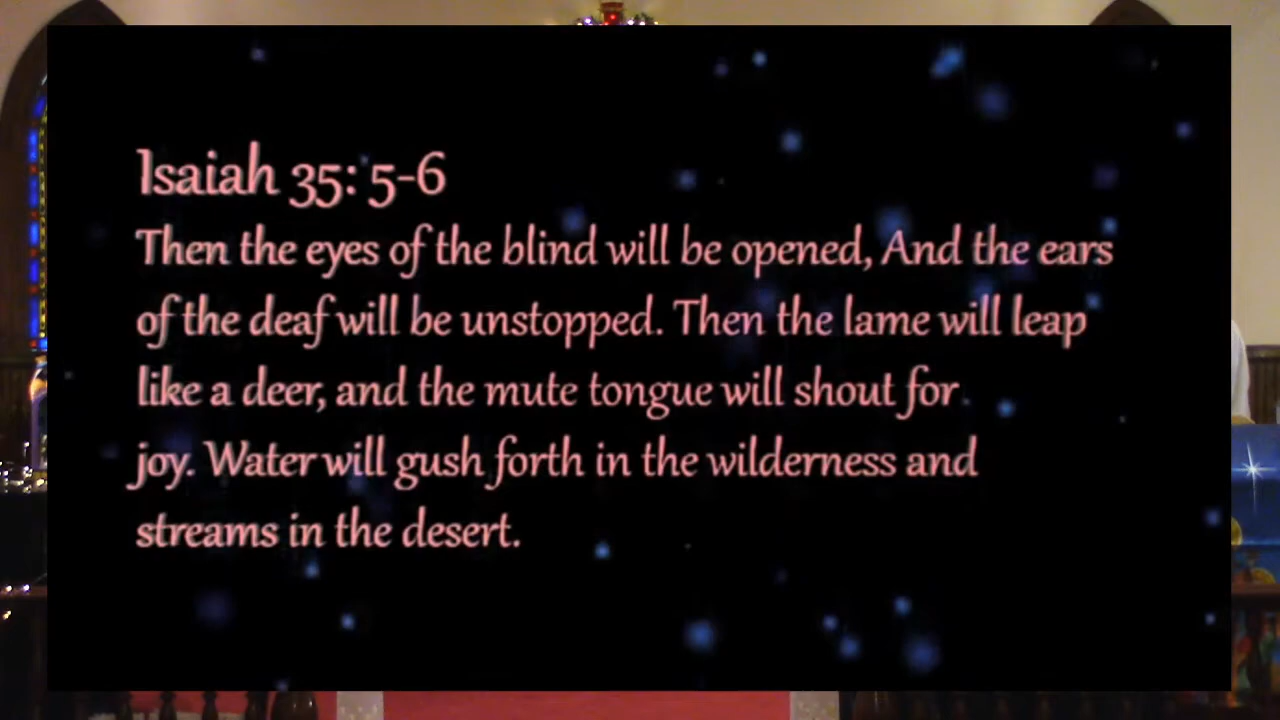 Isaiah 35: 5-6
Then the eyes of the blind will be opened, And the ears
of the deaf will be unstopped. Then the lame will leap
like a deer, and the mute tongue will shout for
joy. Water will gush forth in the wilderness and
streams in the desert.